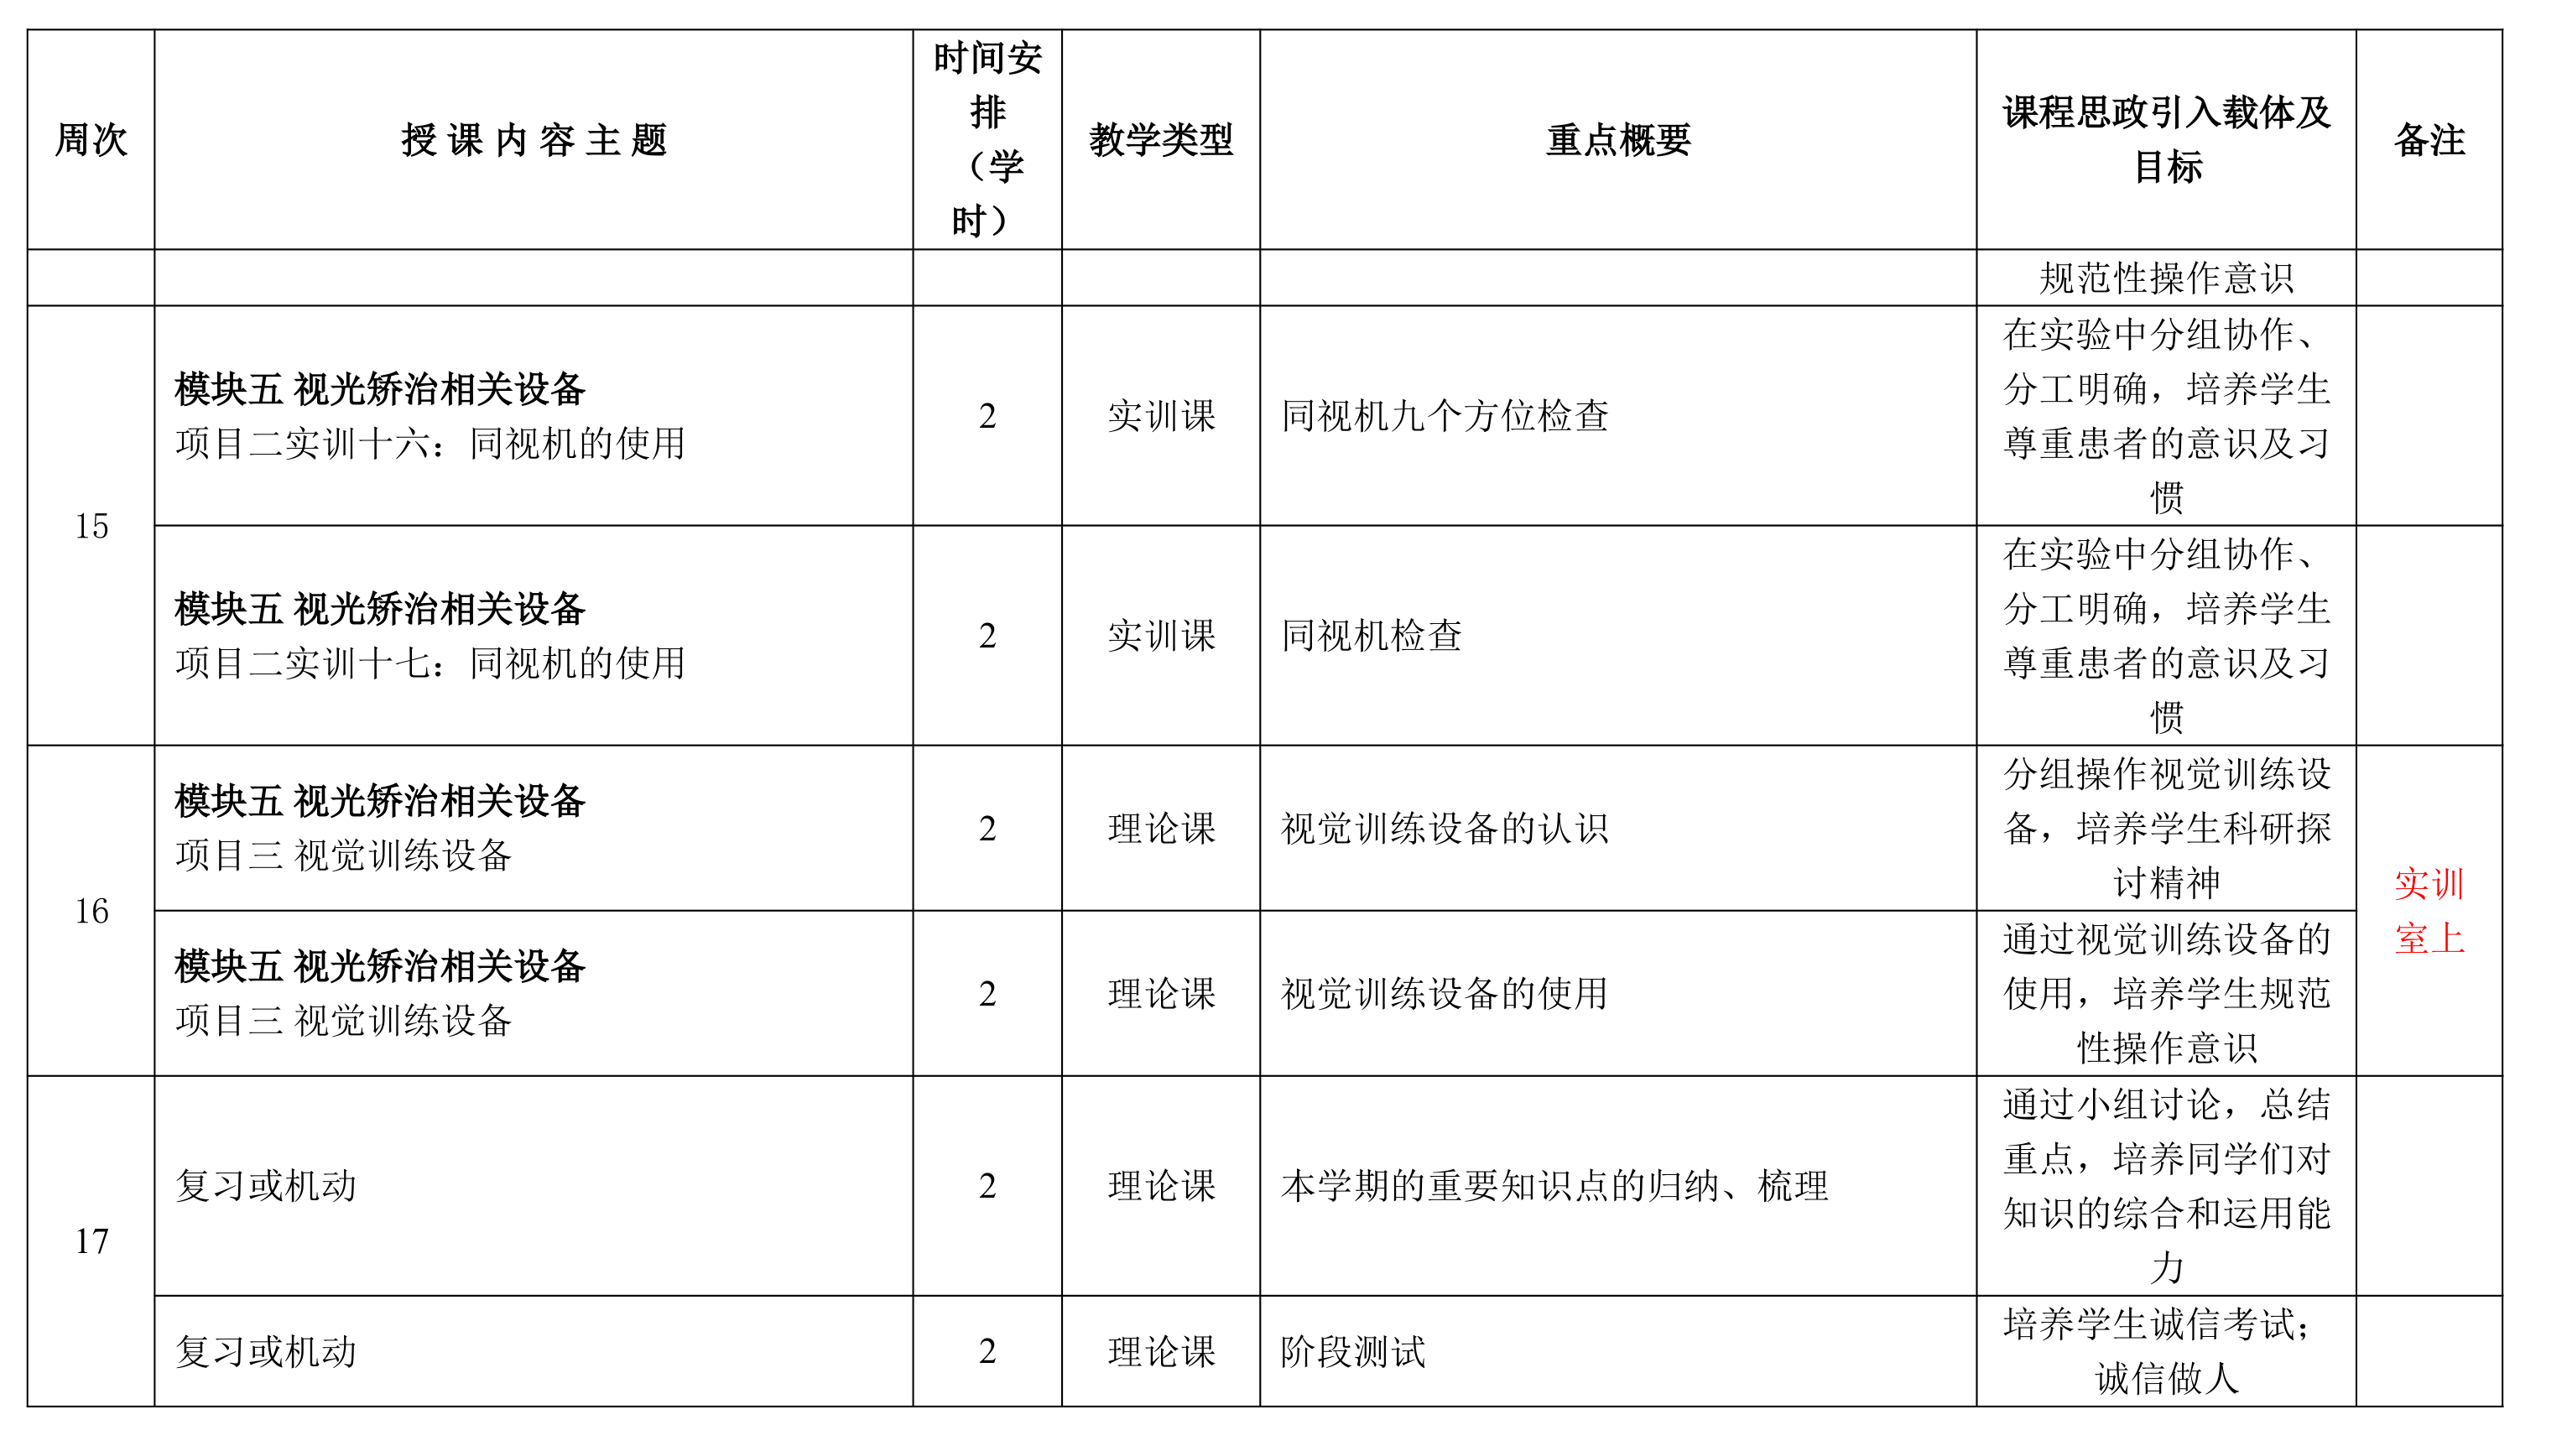 周次
授 课 内 容 主 题
时间安
排
（学
时）
教学类型
重点概要
课程思政引入载体及
目标
备注
规范性操作意识
15
模块五 视光矫治相关设备
项目二实训十六：同视机的使用
2
实训课
同视机九个方位检查
在实验中分组协作、
分工明确，培养学生
尊重患者的意识及习
惯
模块五 视光矫治相关设备
项目二实训十七：同视机的使用
2
实训课
同视机检查
在实验中分组协作、
分工明确，培养学生
尊重患者的意识及习
惯
16
模块五 视光矫治相关设备
项目三 视觉训练设备
2
理论课
视觉训练设备的认识
分组操作视觉训练设
备，培养学生科研探
讨精神
实训
室上
模块五 视光矫治相关设备
项目三 视觉训练设备
2
理论课
视觉训练设备的使用
通过视觉训练设备的
使用，培养学生规范
性操作意识
17
复习或机动
2
理论课
本学期的重要知识点的归纳、梳理
通过小组讨论，总结
重点，培养同学们对
知识的综合和运用能
力
复习或机动
2
理论课
阶段测试
培养学生诚信考试；
诚信做人